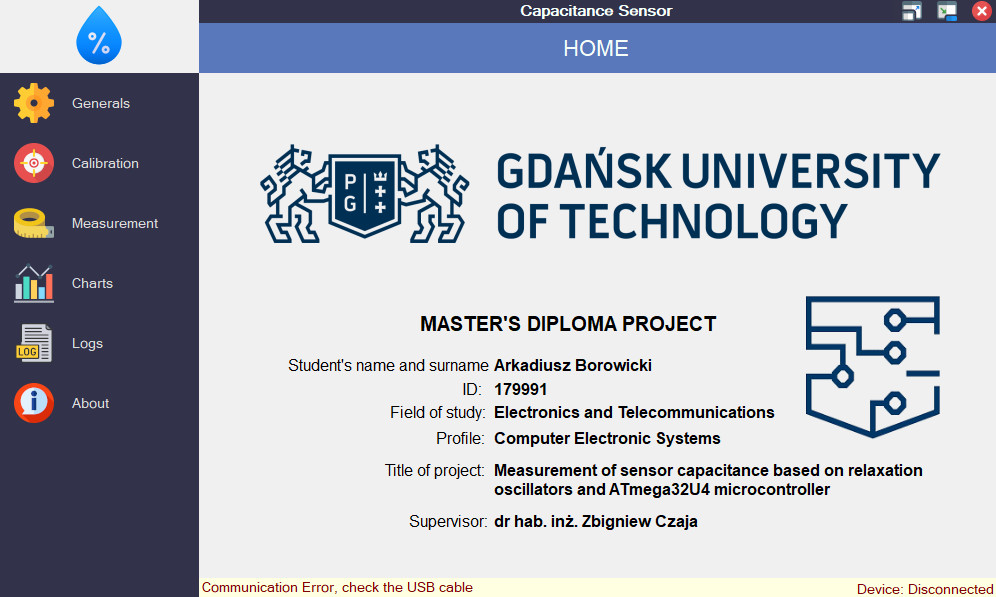 Capacitance Sensor
%
HOME
Generals
Calibration
Measurement
Charts
LOG
Logs
i
About
P
G
GDAŃSK UNIVERSITY
OF TECHNOLOGY
MASTER'S DIPLOMA PROJECT
Student's name and surname Arkadiusz Borowicki
ID: 179991
Field of study: Electronics and Telecommunications
Profile: Computer Electronic Systems
Title of project: Measurement of sensor capacitance based on relaxation
oscillators and ATmega32U4 microcontroller
Supervisor: dr hab. inż. Zbigniew Czaja
Communication Error, check the USB cable
Device: Disconnected